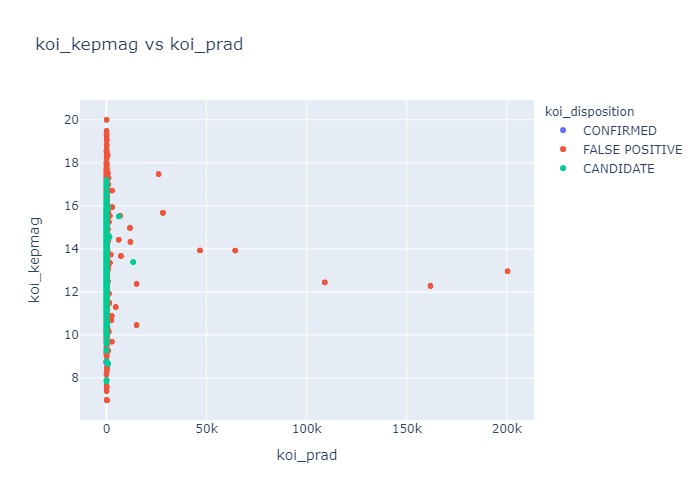 koi_kepmag vs koi_prad
koi_disposition
CONFIRMED
FALSE POSITIVE
CANDIDATE
koi_kepmag
20
18
16
14
12
10
8
0
50k
100k
150k
200k
koi_prad